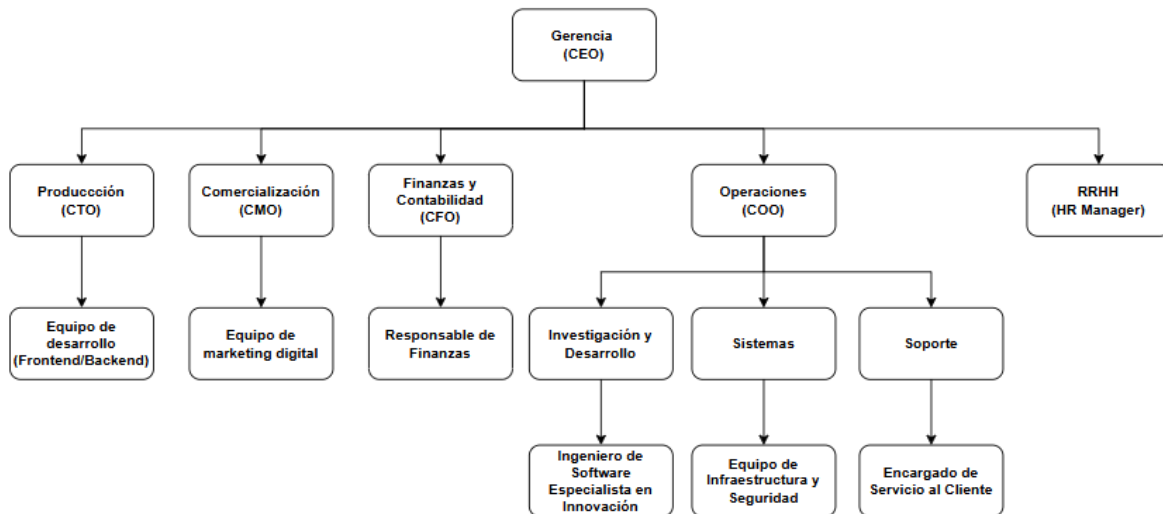 Gerencia
(CEO)
Produccción
(CTO)
Comercialización
(CMO)
Finanzas y
Contabilidad
(CFO)
Operaciones
(COO)
RRHH
(HR Manager)
Equipo de
desarrollo
(Frontend/Backend)
Equipo de
marketing digital
Responsable de
Finanzas
Investigación y
Desarrollo
Sistemas
Soporte
Ingeniero de
Software
Especialista en
Innovación
Equipo de
Infraestructura y
Seguridad
Encargado de
Servicio al Cliente